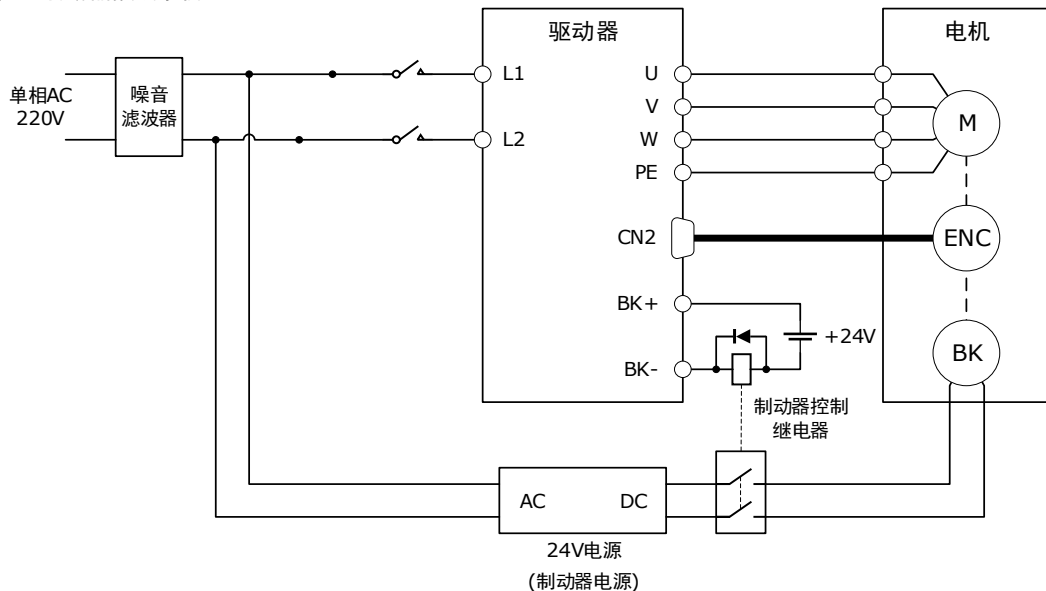 驱动器
电机
单相AC
220V
噪音
滤波器
L1
L2
U
V
W
PE
M
CN2
ENC
BK+
BK-
+24V
BK
制动器控制
继电器
AC
DC
24V电源
(制动器电源)